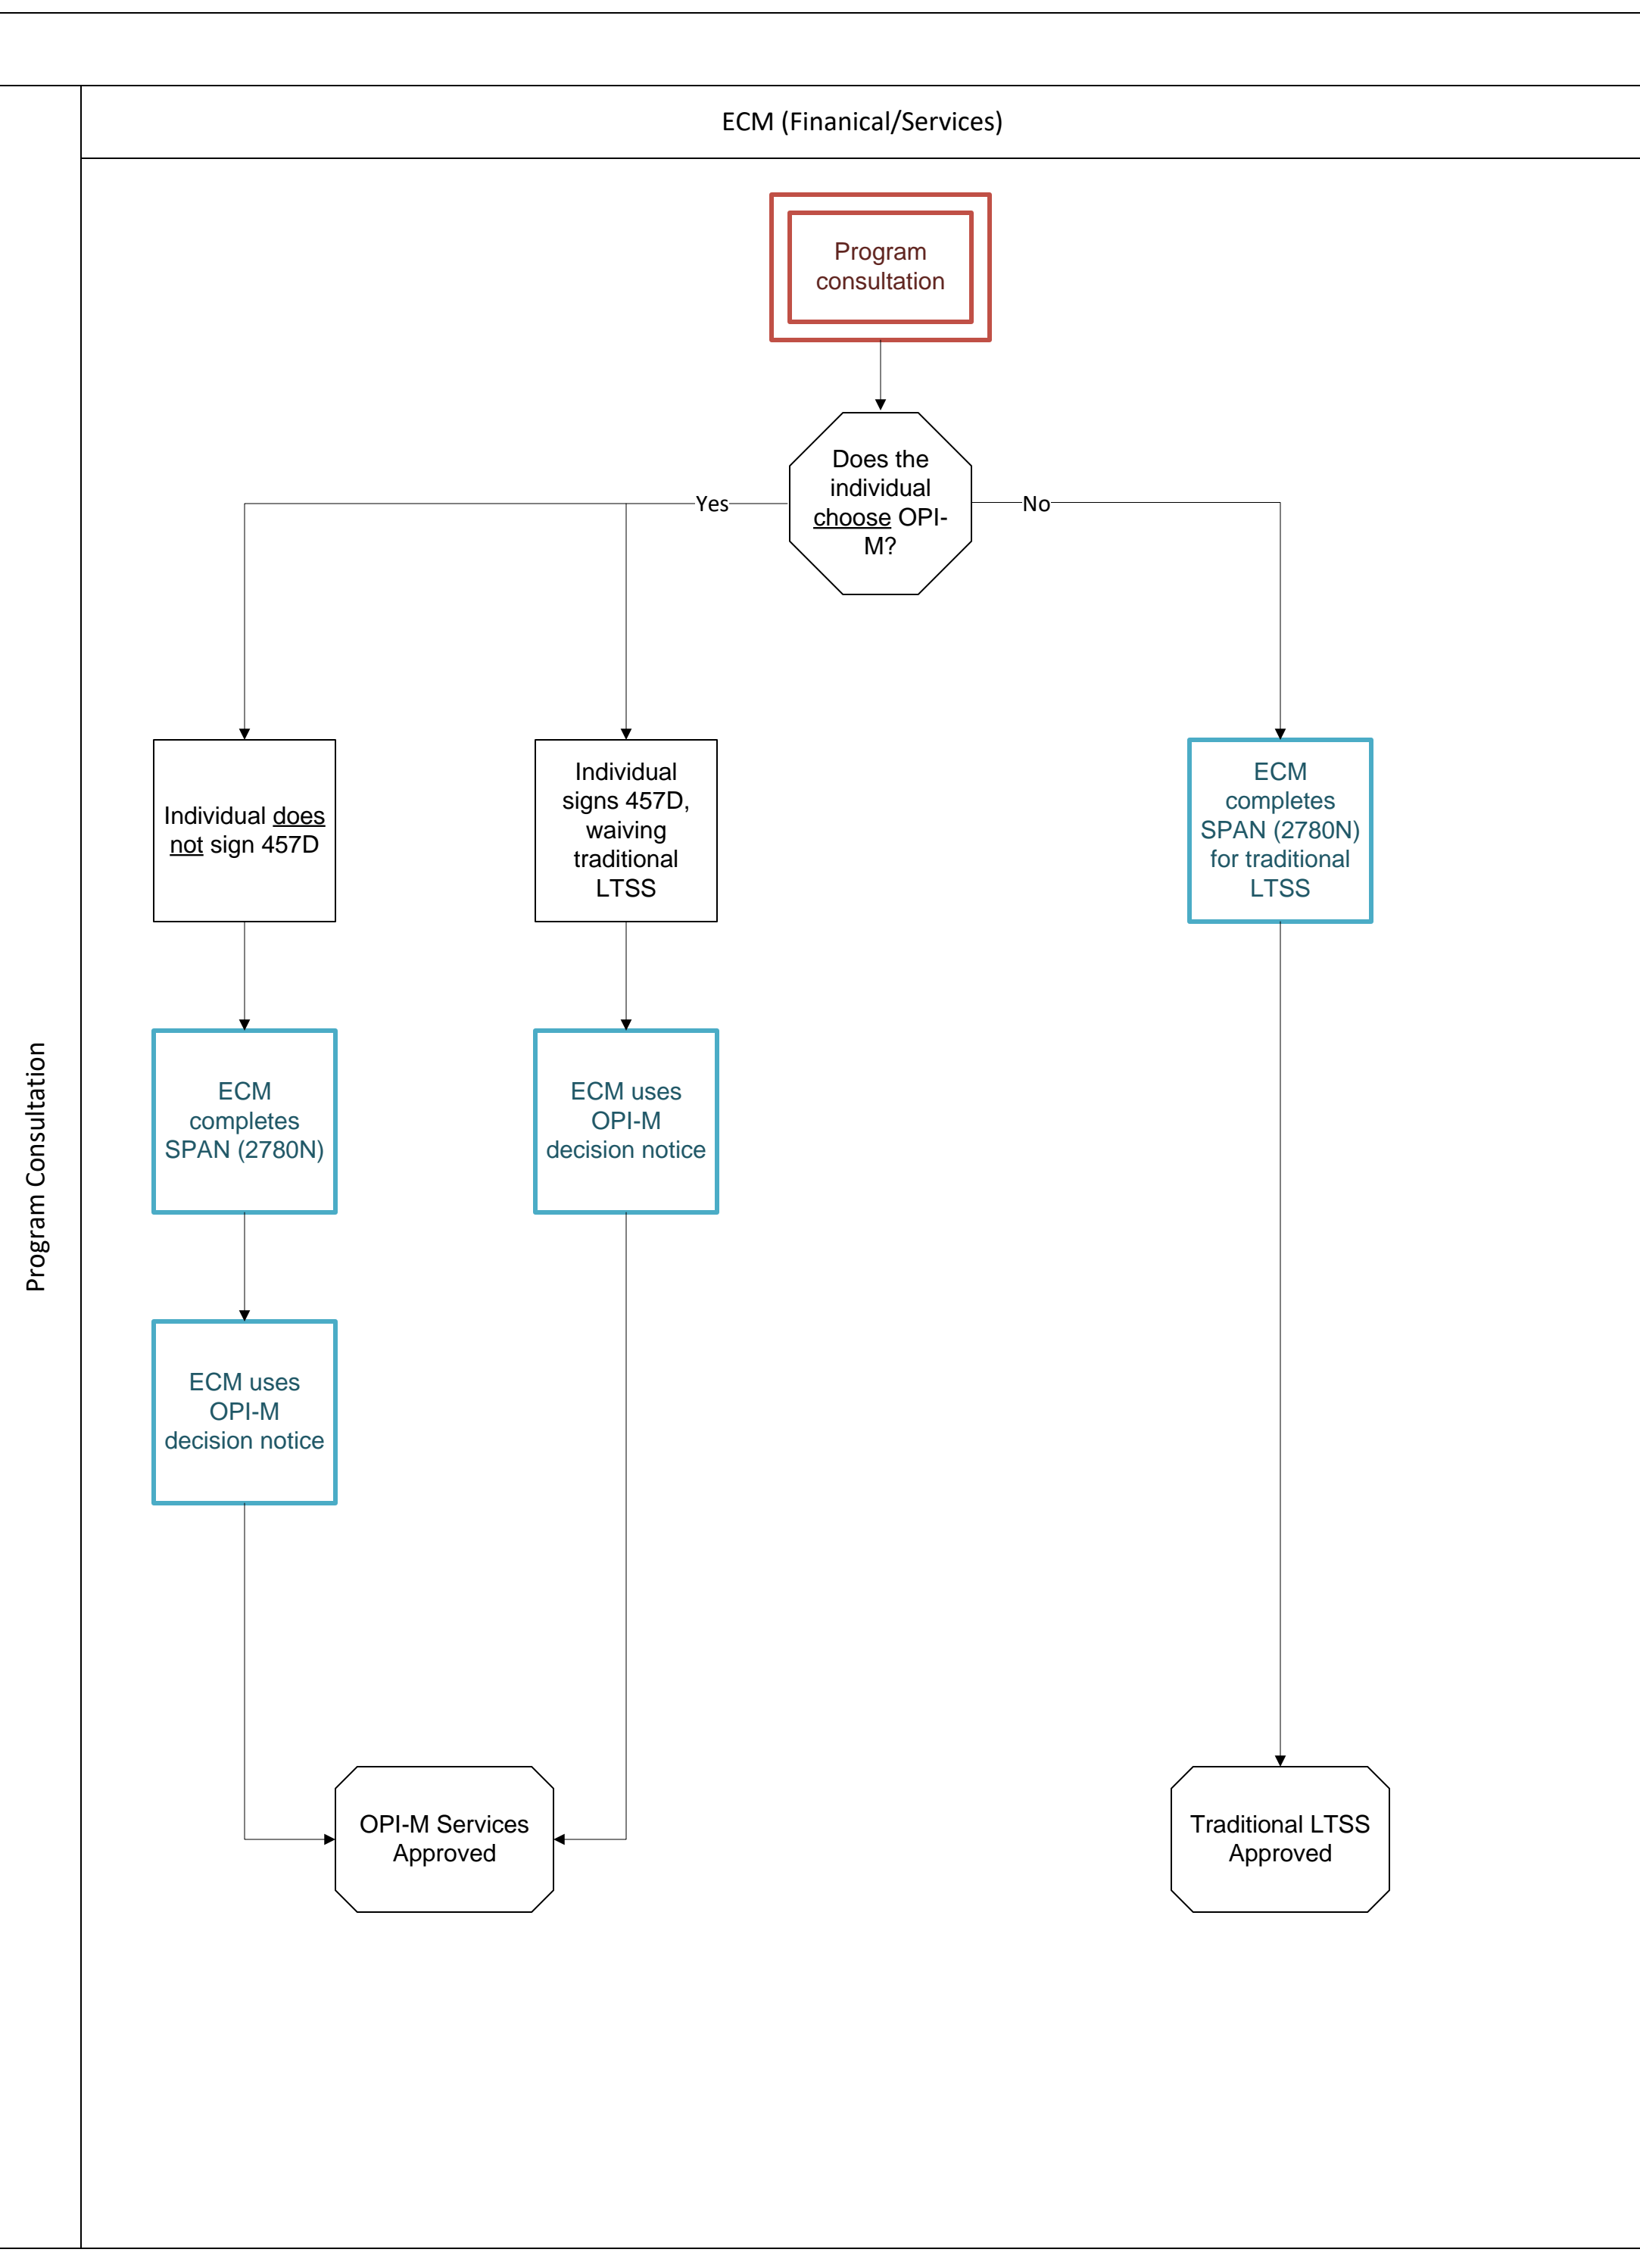 ECM (Finanical/Services)
Program Consultation
Program
consultation
Does the
individual
choose OPI-
M?
Yes
No
Individual does
not sign 457D
Individual
signs 457D,
waiving
traditional
LTSS
ECM
completes
SPAN (2780N)
for traditional
LTSS
ECM
completes
SPAN (2780N)
ECM uses
OPI-M
decision notice
ECM uses
OPI-M
decision notice
OPI-M Services
Approved
Traditional LTSS
Approved